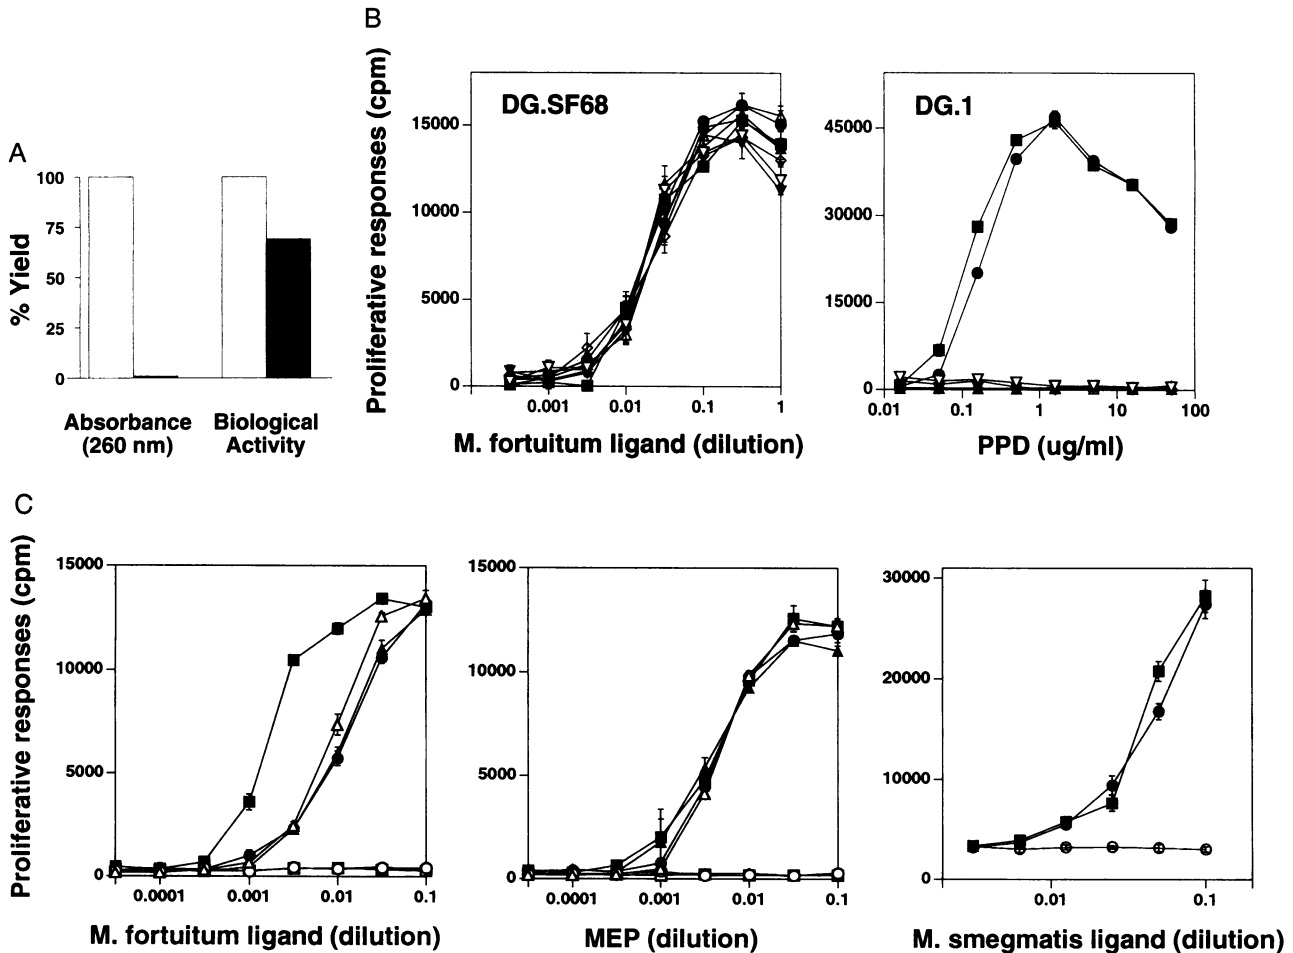 A
% Yield
100
75
50
25
0
Absorbance
(260 nm)
Biological
Activity
B
Proliferative responses (cpm)
DG.SF68
15000
10000
5000
0
0.001
0.01
0.1
1
M. fortuitum ligand (dilution)
DG.1
45000
30000
15000
0
0.01
0.1
1
10
100
PPD (ug/ml)
C
Proliferative responses (cpm)
15000
10000
5000
0
0.0001
0.001
0.01
0.1
M. fortuitum ligand (dilution)
15000
10000
5000
0
0.0001
0.001
0.01
0.1
MEP (dilution)
30000
20000
10000
0
0.01
0.1
M. smegmatis ligand (dilution)